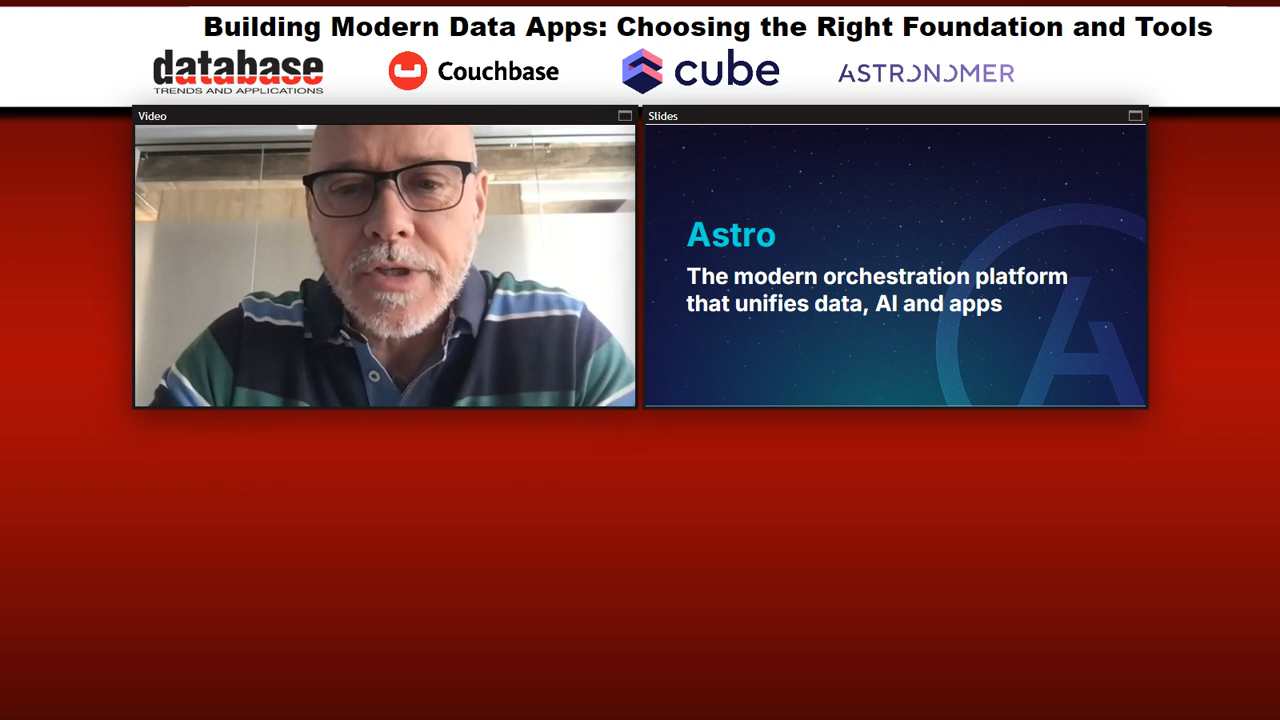 Building Modern Data Apps: Choosing the Right Foundation and Tools
database
TRENDS AND APPLICATIONS
Couchbase
cube
ASTRONOMER
Video
Slides
Astro
The modern orchestration platform
that unifies data, AI and apps